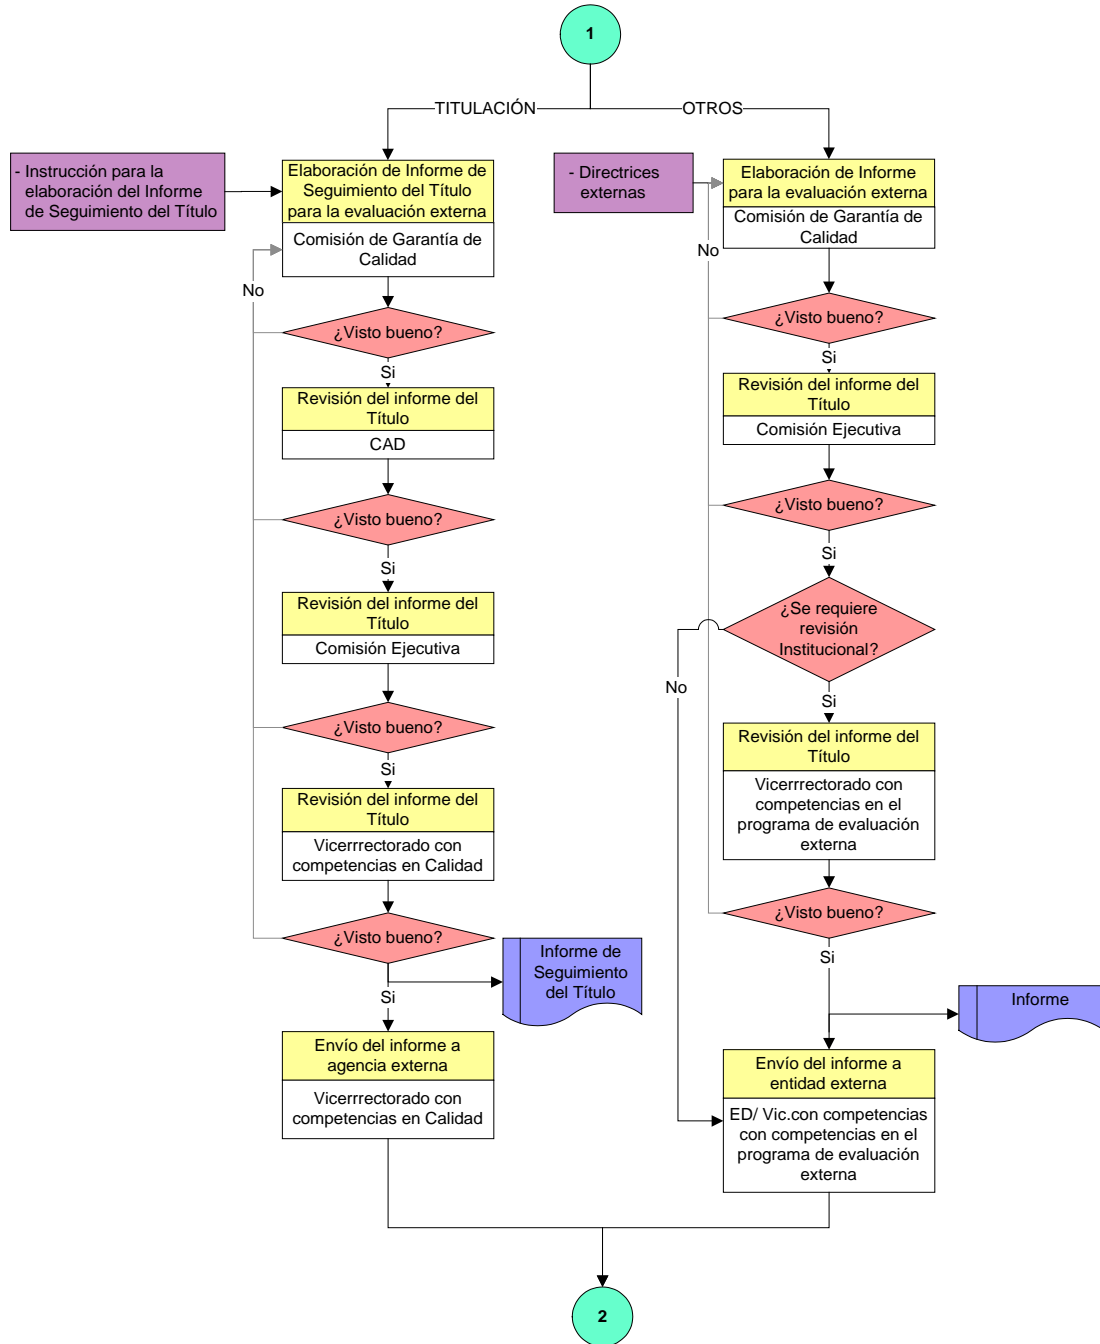 1
TITULACIÓN
OTROS
- Instrucción para la
elaboración del Informe
de Seguimiento del Título
Elaboración de Informe de
Seguimiento del Título
para la evaluación externa
Comisión de Garantía de
Calidad
No
¿Visto bueno?
Si
Revisión del informe del
Título
CAD
¿Visto bueno?
Si
Revisión del informe del
Título
Comisión Ejecutiva
¿Visto bueno?
Si
Revisión del informe del
Título
Vicerrrectorado con
competencias en Calidad
¿Visto bueno?
Informe de
Seguimiento
del Título
Si
Envío del informe a
agencia externa
Vicerrrectorado con
competencias en Calidad
- Directrices
externas
Elaboración de Informe
para la evaluación externa
Comisión de Garantía de
Calidad
No
¿Visto bueno?
Si
Revisión del informe del
Título
Comisión Ejecutiva
¿Visto bueno?
Si
¿Se requiere
revisión
Institucional?
No
Si
Revisión del informe del
Título
Vicerrrectorado con
competencias en el
programa de evaluación
externa
¿Visto bueno?
Si
Informe
Envío del informe a
entidad externa
ED/ Vic.con competencias
con competencias en el
programa de evaluación
externa
2